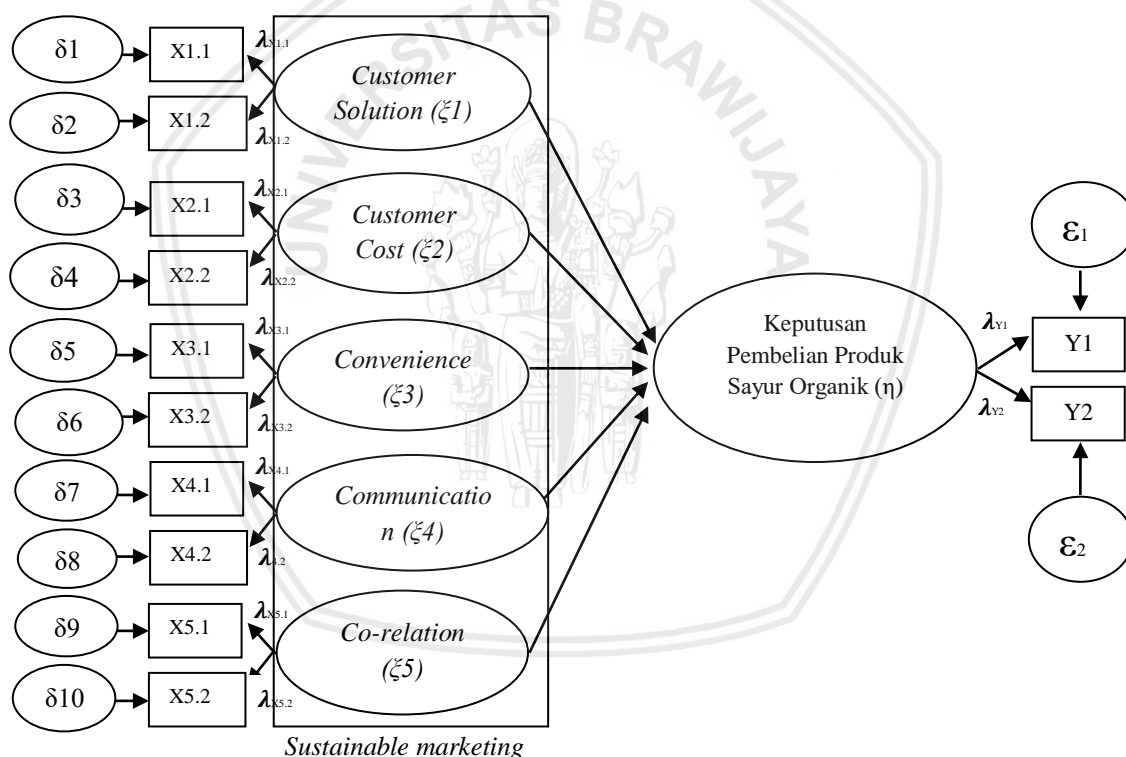 UNIVERSITAS BRAWIJAYA
δ1
X1.1
λX1.1
δ2
X1.2
λX1.2
Customer
Solution (ξ1)
δ3
X2.1
λX2.1
δ4
X2.2
λX2.2
Customer
Cost (ξ2)
δ5
X3.1
λX3.1
δ6
X3.2
λX3.2
Convenience
(ξ3)
δ7
X4.1
λX4.1
δ8
X4.2
λ4.2
Communicatio
n (ξ4)
δ9
X5.1
λX5.1
δ10
X5.2
λX5.2
Co-relation
(ξ5)
Sustainable marketing
Keputusan
Pembelian Produk
Sayur Organik (η)
λY1
λY2
ε1
Y1
Y2
ε2